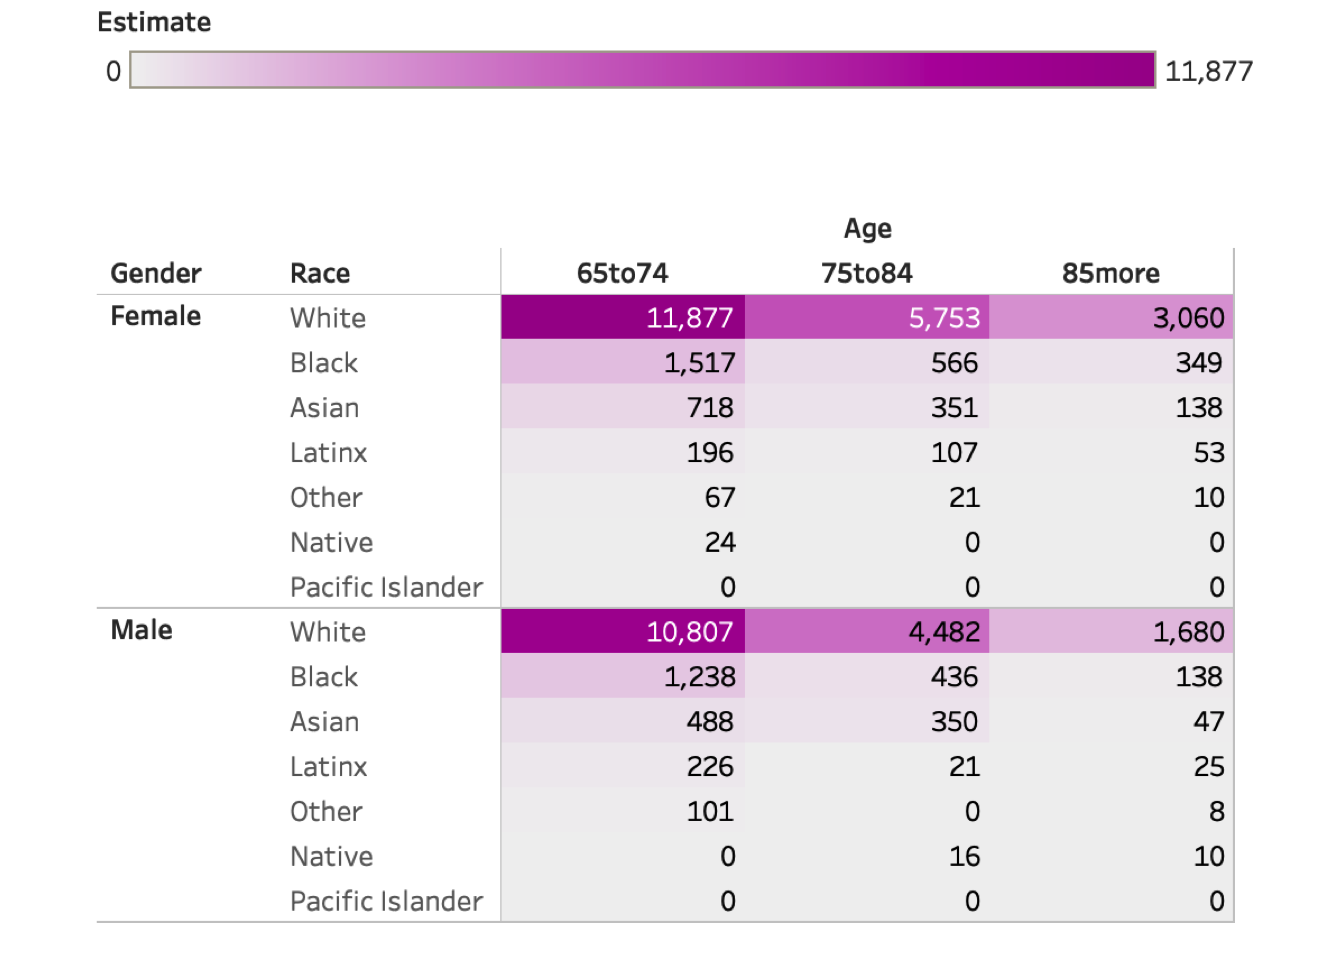 Estimate
0 11,877
Age
Gender Race 65to74 75to84 85more
Female White 11,877 5,753 3,060
Black 1,517 566 349
Asian 718 351 138
Latinx 196 107 53
Other 67 21 10
Native 24 0 0
Pacific Islander 0 0 0
Male White 10,807 4,482 1,680
Black 1,238 436 138
Asian 488 350 47
Latinx 226 21 25
Other 101 0 8
Native 0 16 10
Pacific Islander 0 0 0